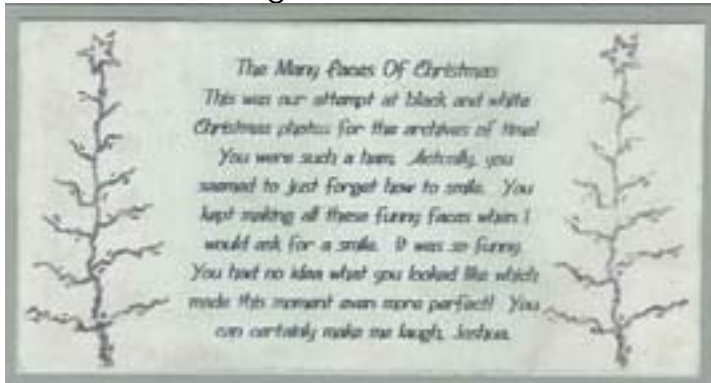 The Many Faces Of Christmas
This was our attempt at black and white
Christmas photos for the archives of time!
You were such a ham. Actually, you
seemed to just forget how to smile. You
kept making all these funny faces when I
would ask for a smile. It was so funny.
You had no idea what you looked like which
made this moment even more perfect! You
can certainly make me laugh, Joshua.